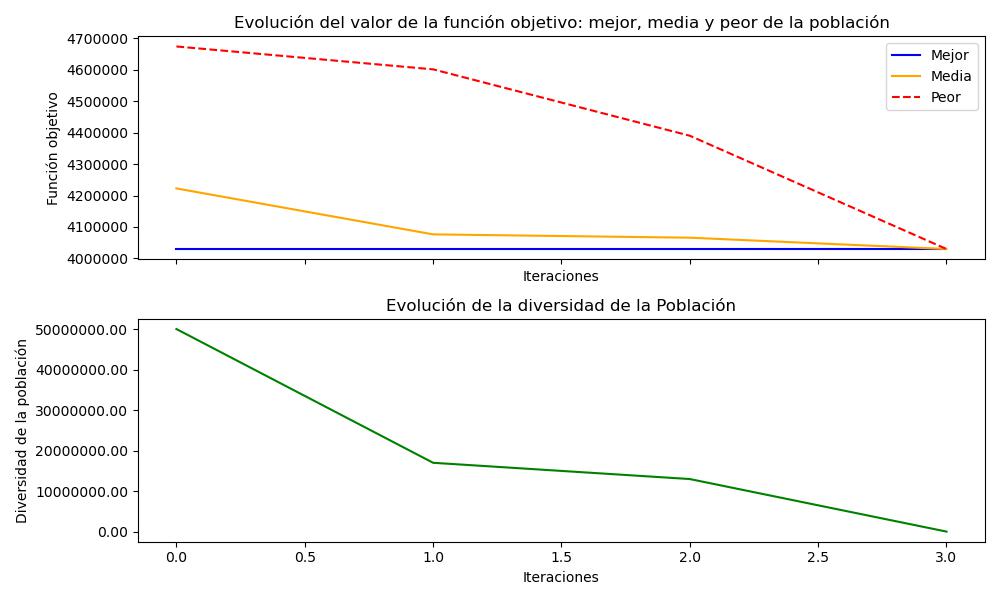 Evolución del valor de la función objetivo: mejor, media y peor de la población
4700000
4600000
4500000
4400000
4300000
4200000
4100000
4000000
Función objetivo
Mejor
Media
Peor
Iteraciones
Evolución de la diversidad de la Población
50000000.00
40000000.00
30000000.00
20000000.00
10000000.00
0.00
Diversidad de la población
0.0 0.5 1.0 1.5 2.0 2.5 3.0
Iteraciones